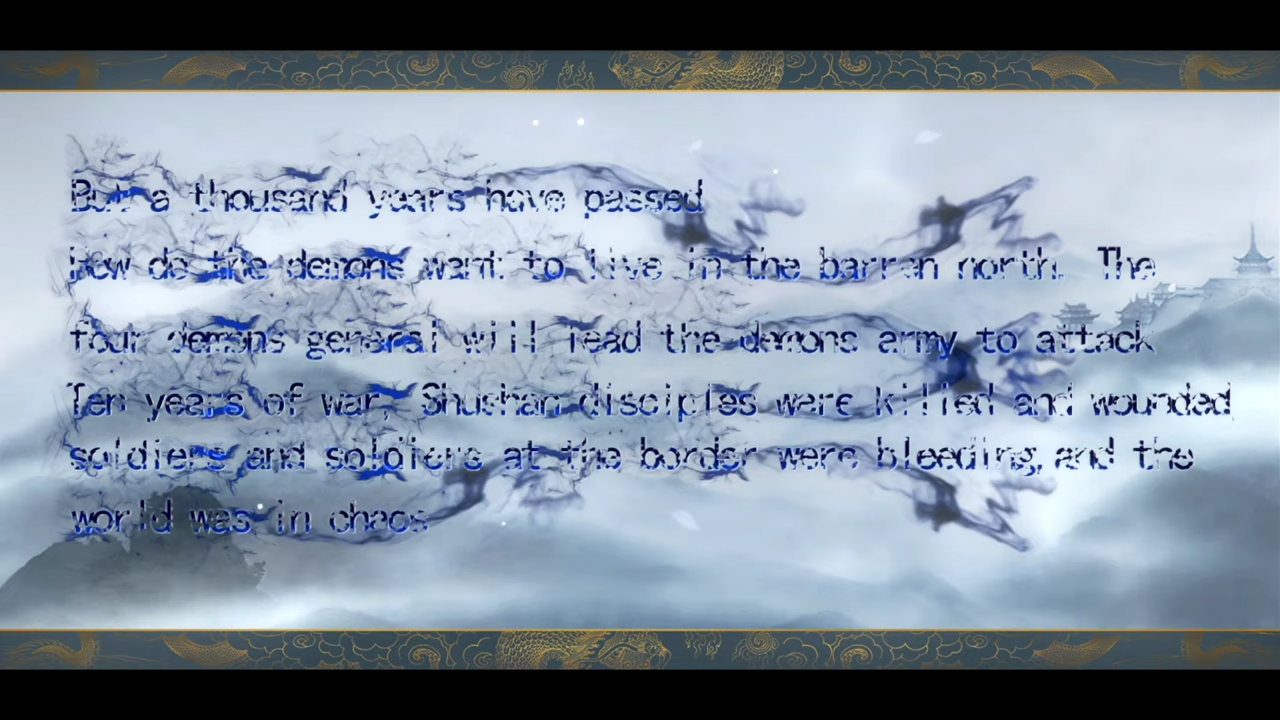 But a thousand years have passed
how do the demons want to live in the barren north. The
four demons general will lead the demons army to attack
Ten years of war, Shushan disciples were killed and wounded,
soldiers and soldiers at the border were bleeding, and the
world was in chaos